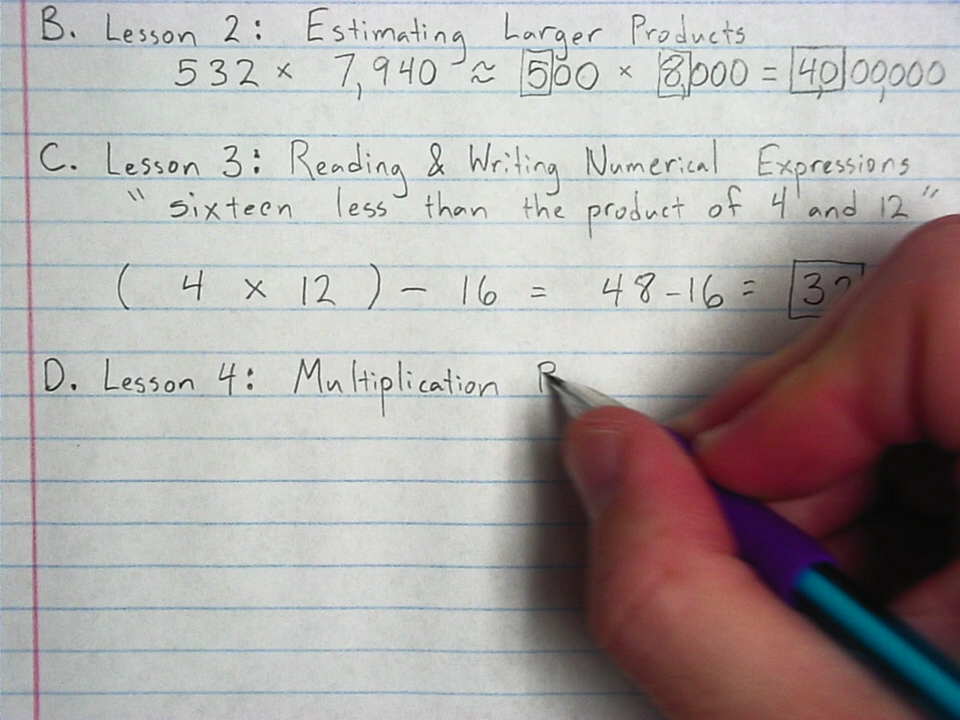 B. Lesson 2: Estimating Larger Products
532 × 7,940 ≈ 500 × 8,000 = 4,000,000
C. Lesson 3: Reading & Writing Numerical Expressions
" sixteen less than the product of 4 and 12 "
( 4 × 12 ) - 16 = 48-16 = 32
D. Lesson 4: Multiplication